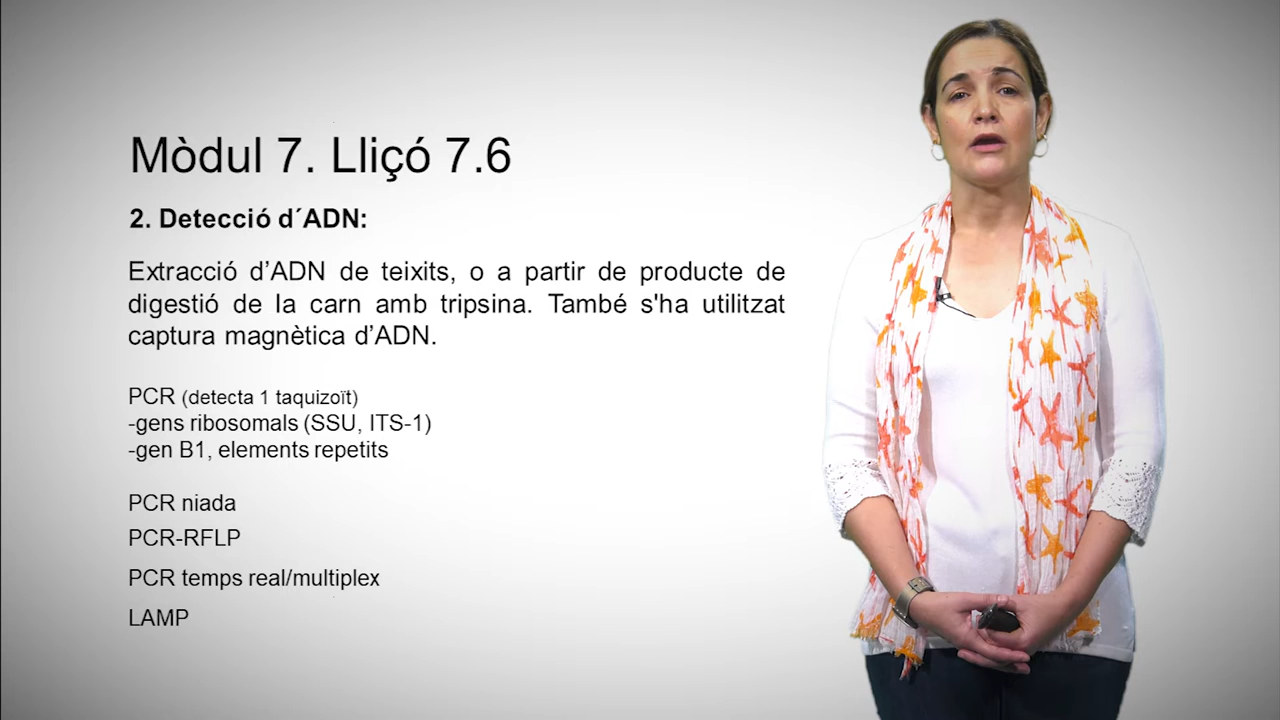 Mòdul 7. Lliçó 7.6
2. Detecció d´ADN:
Extracció d’ADN de teixits, o a partir de producte de
digestió de la carn amb tripsina. També s'ha utilitzat
captura magnètica d’ADN.
PCR (detecta 1 taquizoït)
-gens ribosomals (SSU, ITS-1)
-gen B1, elements repetits
PCR niada
PCR-RFLP
PCR temps real/multiplex
LAMP